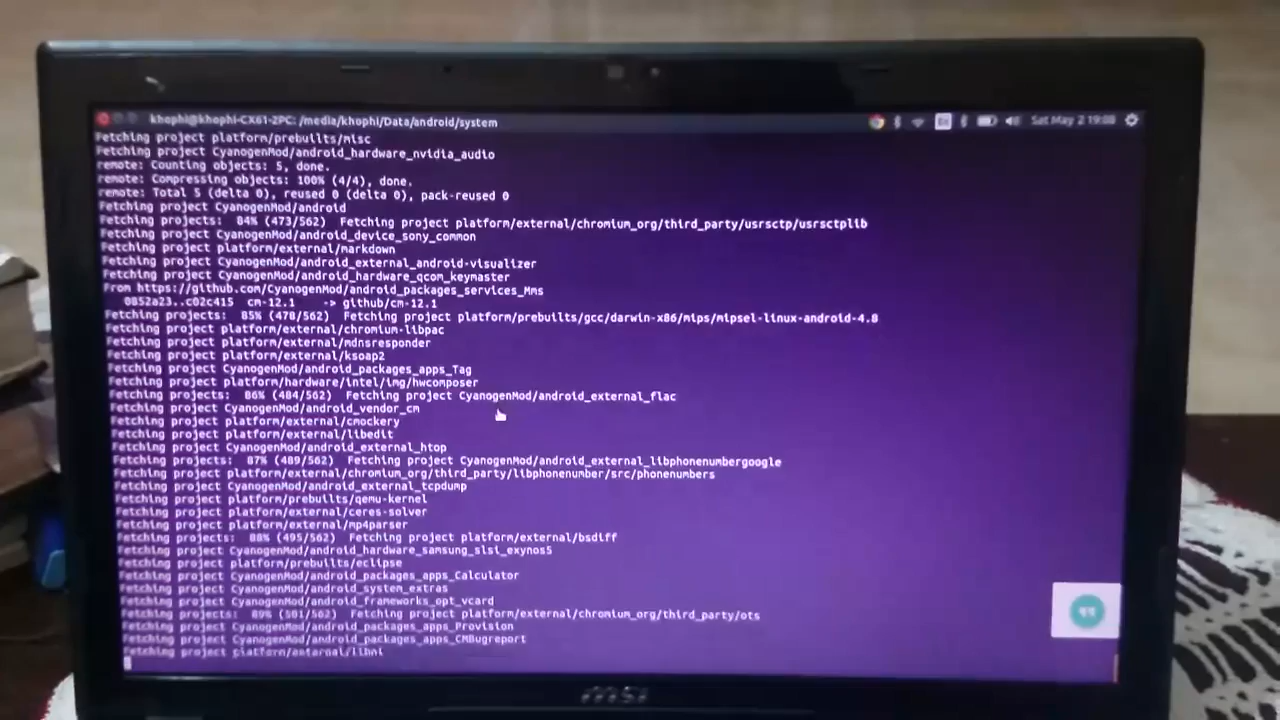 khophi@khophi-CX61-2PC: /media/khophi/Data/android/system
Sat May 2 19:08
Fetching project platform/prebuilts/misc
Fetching project CyanogenMod/android_hardware_nvidia_audio
remote: Counting objects: 5, done.
remote: Compressing objects: 100% (4/4), done.
remote: Total 5 (delta 0), reused 0 (delta 0), pack-reused 0
Fetching project CyanogenMod/android
Fetching projects:  84% (473/562)  Fetching project platform/external/chromium_org/third_party/usrsctp/usrsctplib
Fetching project CyanogenMod/android_device_sony_common
Fetching project platform/external/markdown
Fetching project CyanogenMod/android_external_android-visualizer
Fetching project CyanogenMod/android_hardware_qcom_keymaster
From https://github.com/CyanogenMod/android_packages_services_Mms
   0852a23..c02c415  cm-12.1    -> github/cm-12.1
Fetching projects:  85% (478/562)  Fetching project platform/prebuilts/gcc/darwin-x86/mips/mipsel-linux-android-4.8
Fetching project platform/external/chromium-libpac
Fetching project platform/external/mdnsresponder
Fetching project platform/external/ksoap2
Fetching project CyanogenMod/android_packages_apps_Tag
Fetching project platform/hardware/intel/img/hwcomposer
Fetching projects:  86% (484/562)  Fetching project CyanogenMod/android_external_flac
Fetching project CyanogenMod/android_vendor_cm
Fetching project platform/external/cmockery
Fetching project platform/external/libedit
Fetching project CyanogenMod/android_external_htop
Fetching projects:  87% (489/562)  Fetching project CyanogenMod/android_external_libphonenumbergoogle
Fetching project platform/external/chromium_org/third_party/libphonenumber/src/phonenumbers
Fetching project CyanogenMod/android_external_tcpdump
Fetching project platform/prebuilts/qemu-kernel
Fetching project platform/external/ceres-solver
Fetching project platform/external/mp4parser
Fetching projects:  88% (495/562)  Fetching project platform/external/bsdiff
Fetching project CyanogenMod/android_hardware_samsung_slsi_exynos5
Fetching project platform/prebuilts/eclipse
Fetching project CyanogenMod/android_packages_apps_Calculator
Fetching project CyanogenMod/android_system_extras
Fetching project CyanogenMod/android_frameworks_opt_vcard
Fetching projects:  89% (501/562)  Fetching project platform/external/chromium_org/third_party/ots
Fetching project CyanogenMod/android_packages_apps_Provision
Fetching project CyanogenMod/android_packages_apps_CMBugreport
Fetching project platform/external/libnl
msi